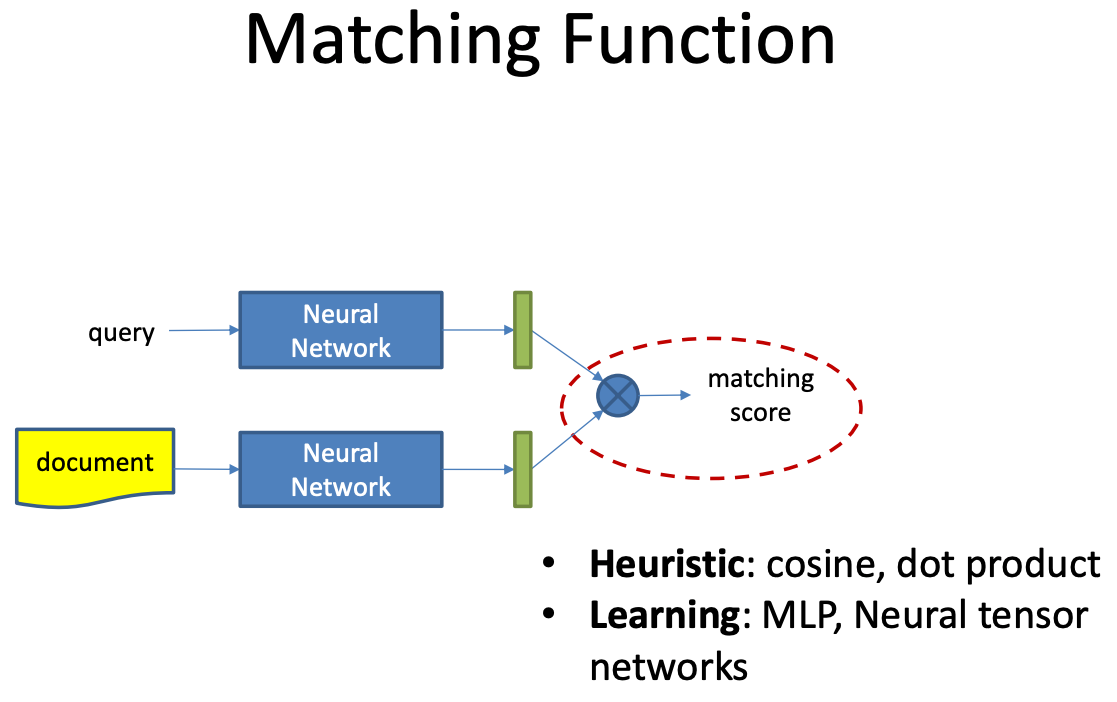 Matching Function
query
Neural
Network
matching
score
document
Neural
Network
• Heuristic: cosine, dot product
• Learning: MLP, Neural tensor
networks